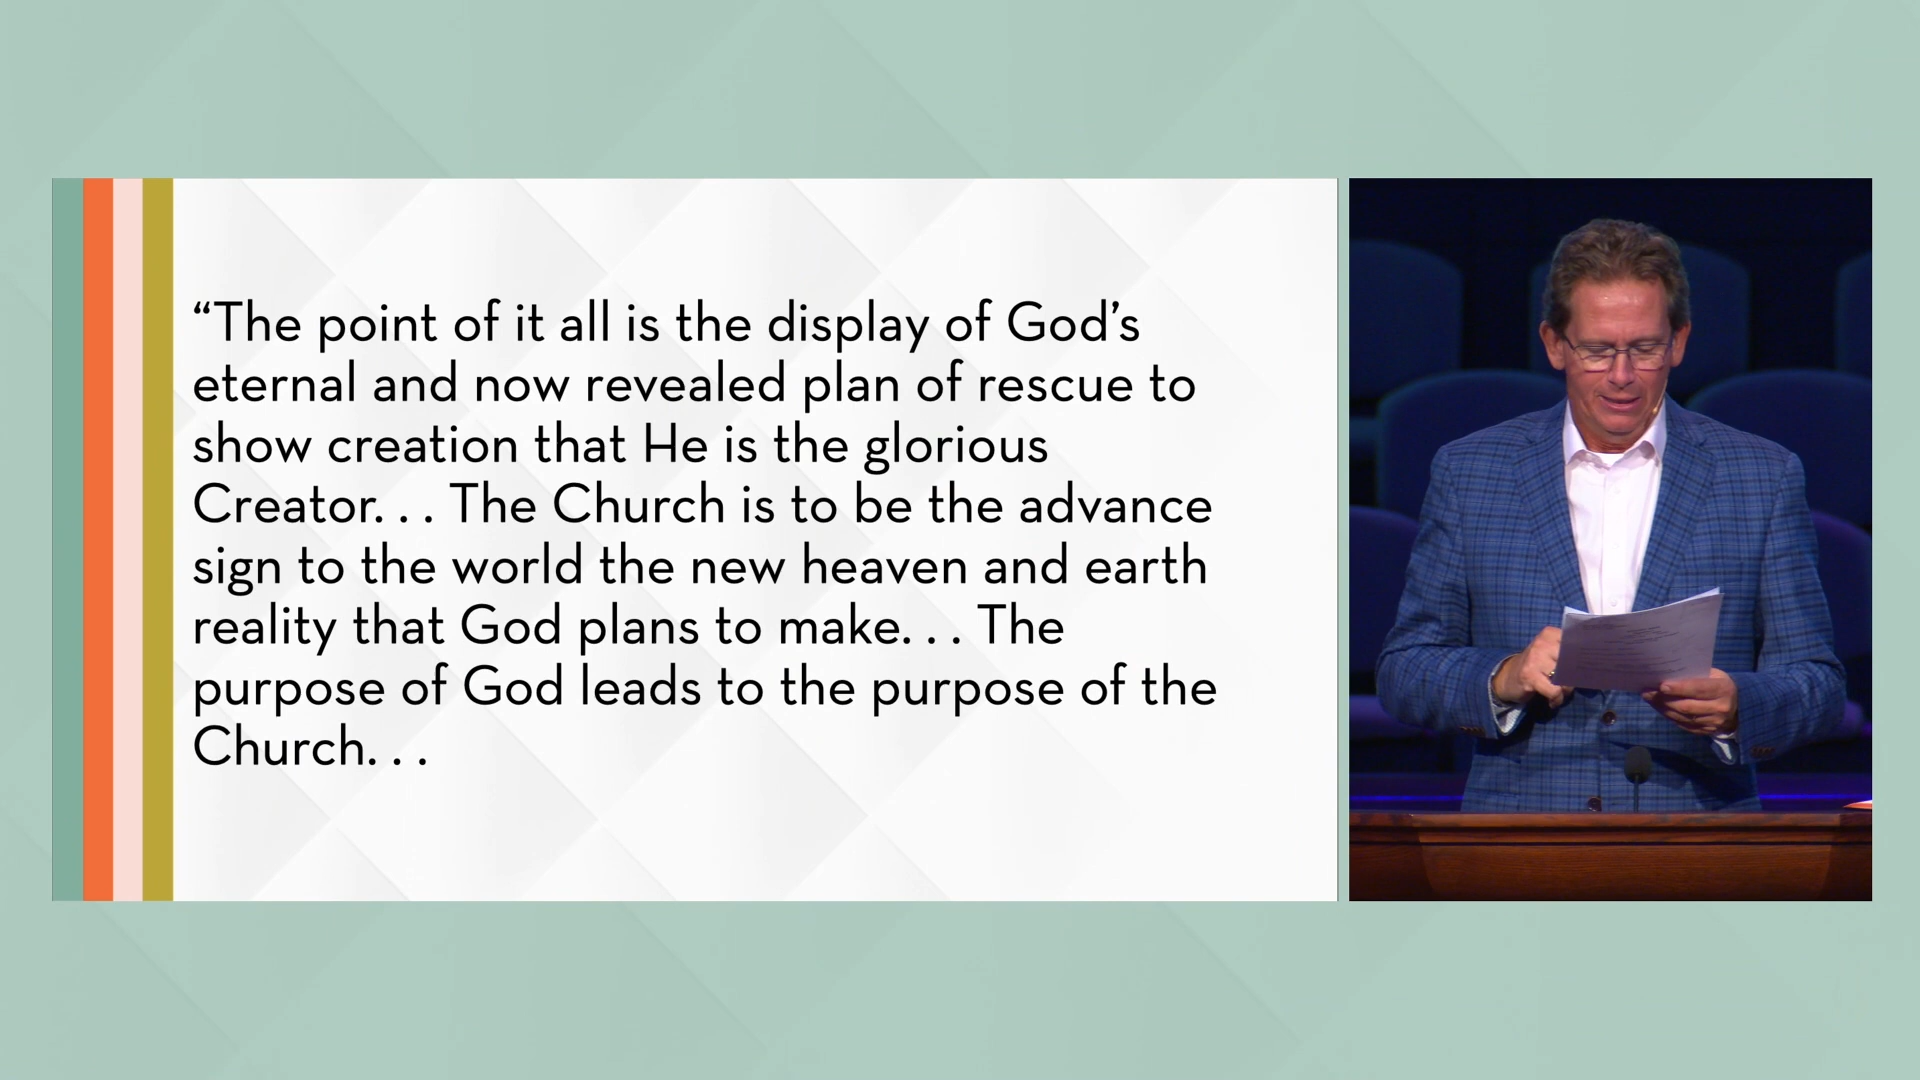 “The point of it all is the display of God’s
eternal and now revealed plan of rescue to
show creation that He is the glorious
Creator. . . The Church is to be the advance
sign to the world the new heaven and earth
reality that God plans to make. . . The
purpose of God leads to the purpose of the
Church. . .